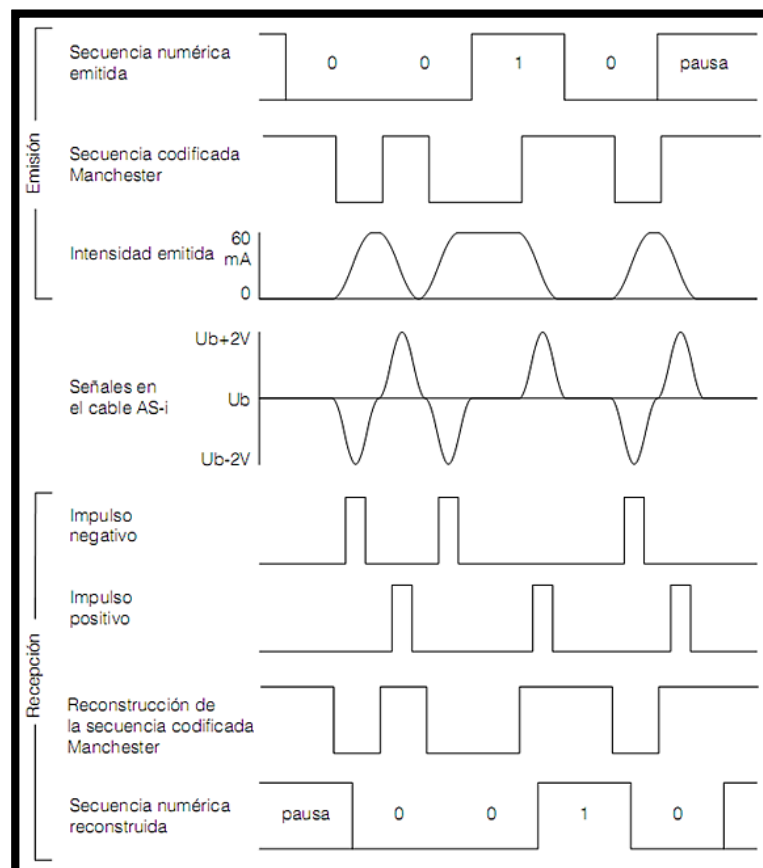 Emisión
Secuencia numérica
emitida
0 0 1 0 pausa
Secuencia codificada
Manchester
Intensidad emitida
60
mA
0
Señales en
el cable AS-i
Ub+2V
Ub
Ub-2V
Recepción
Impulso
negativo
Impulso
positivo
Reconstrucción de
la secuencia codificada
Manchester
Secuencia numérica
reconstruida
pausa 0 0 1 0